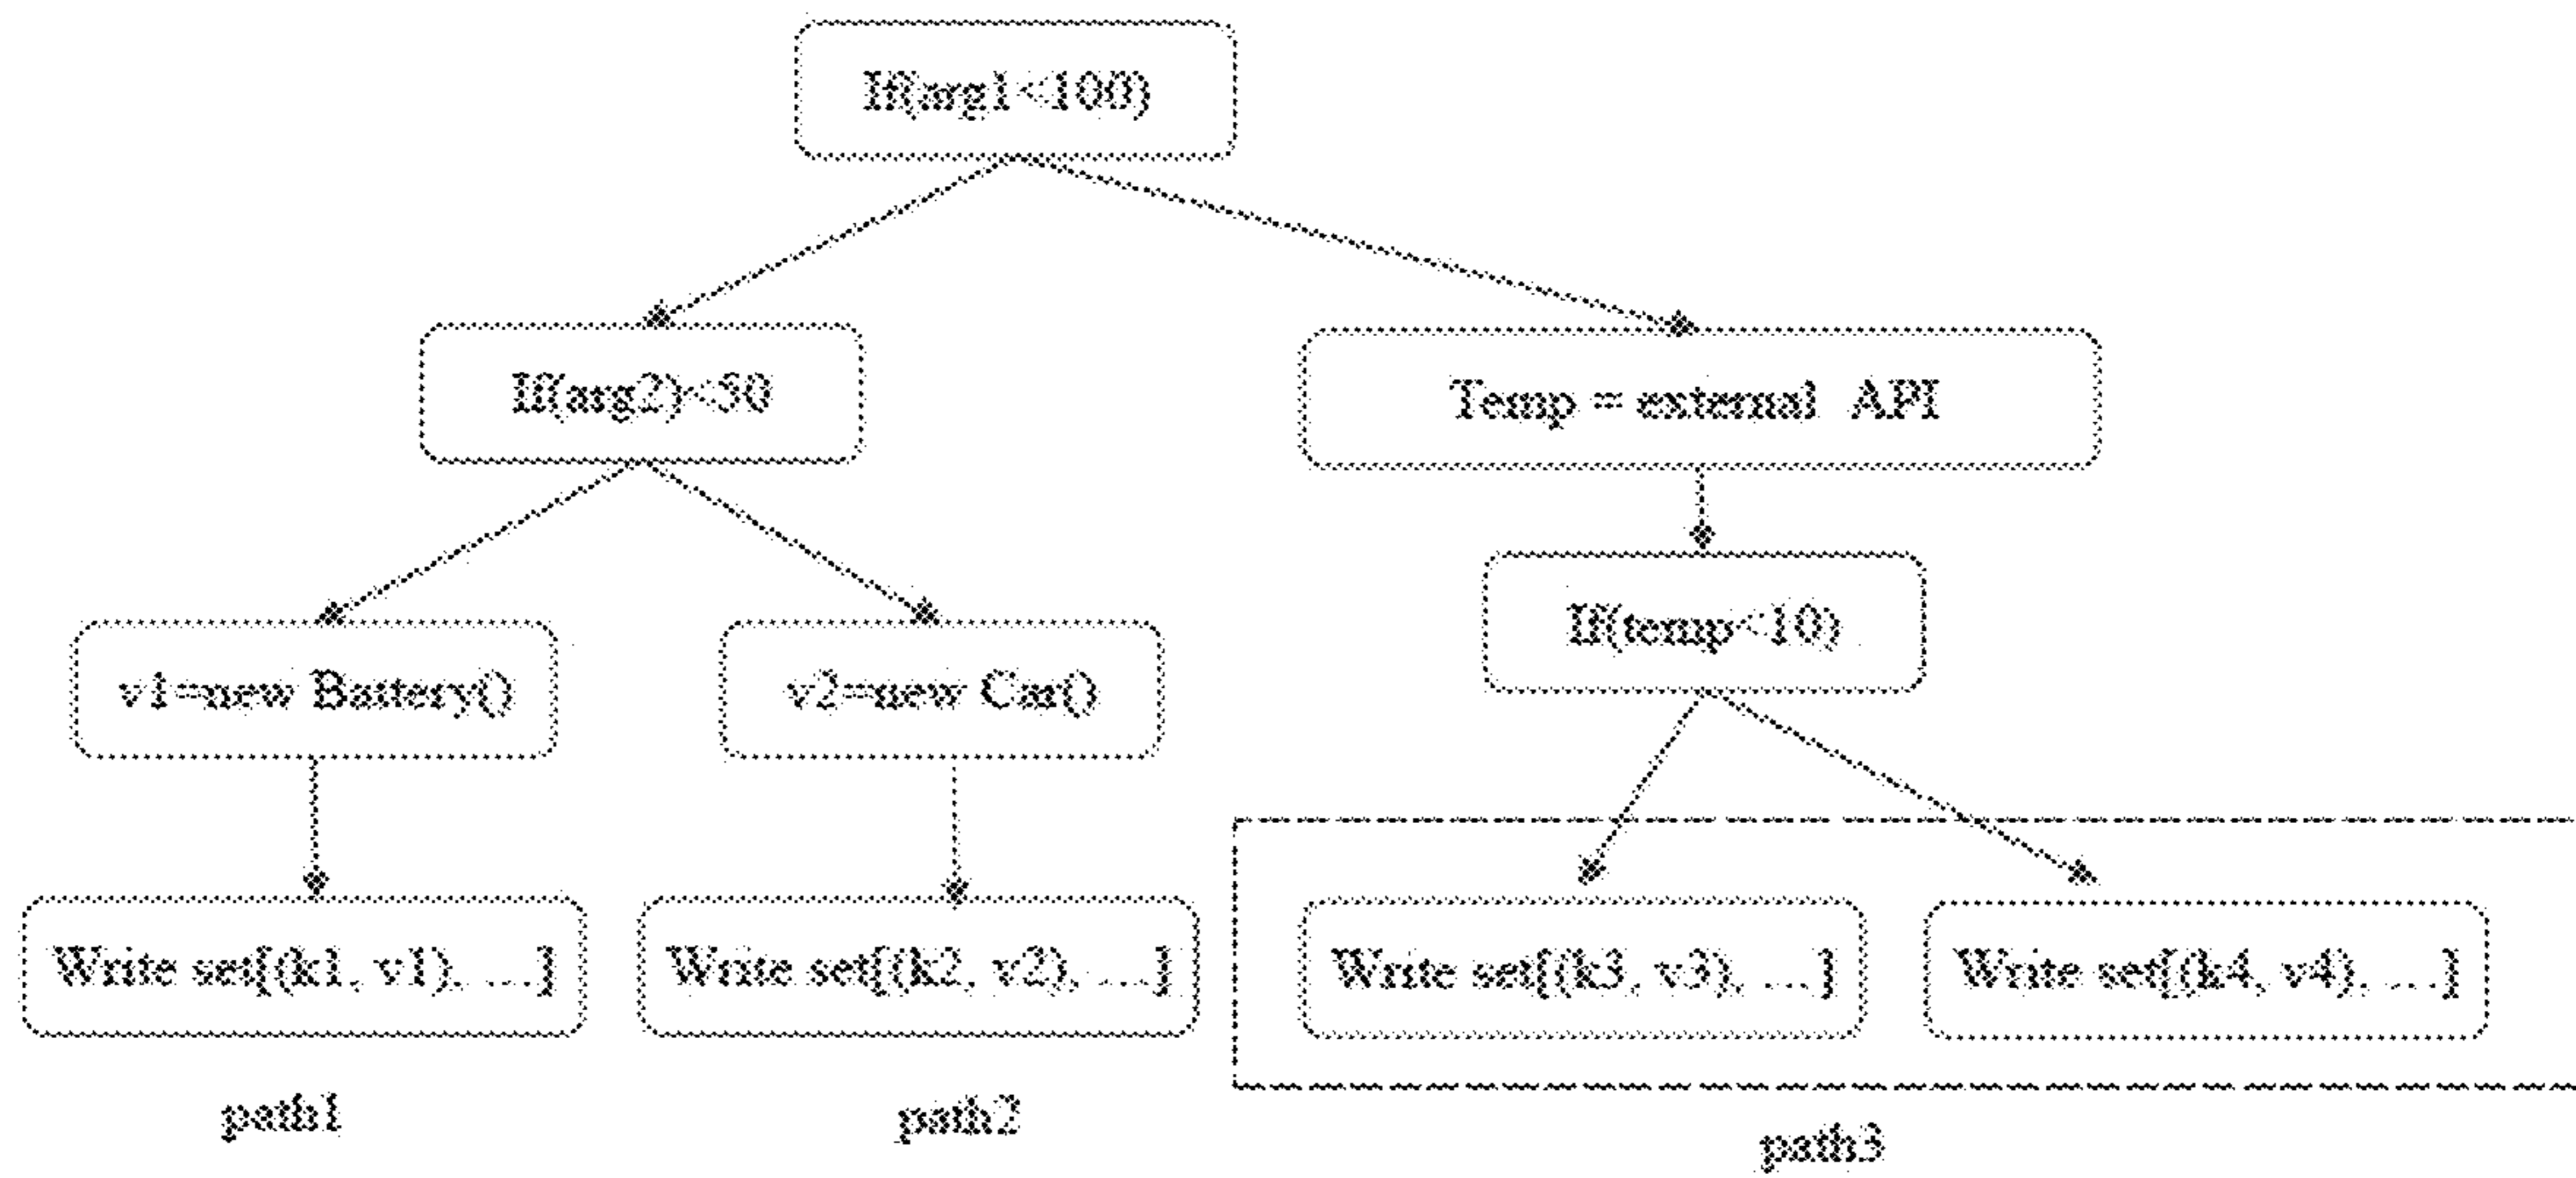 If(arg1<100)
If(arg2)<50
Temp = external API
If(temp<10)
v1=new Battery()
v2=new Car()
Write set[(k1, v1), ...]
Write set[(k2, v2), ...]
Write set[(k3, v3), ...]
Write set[(k4, v4), ...]
path1
path2
path3